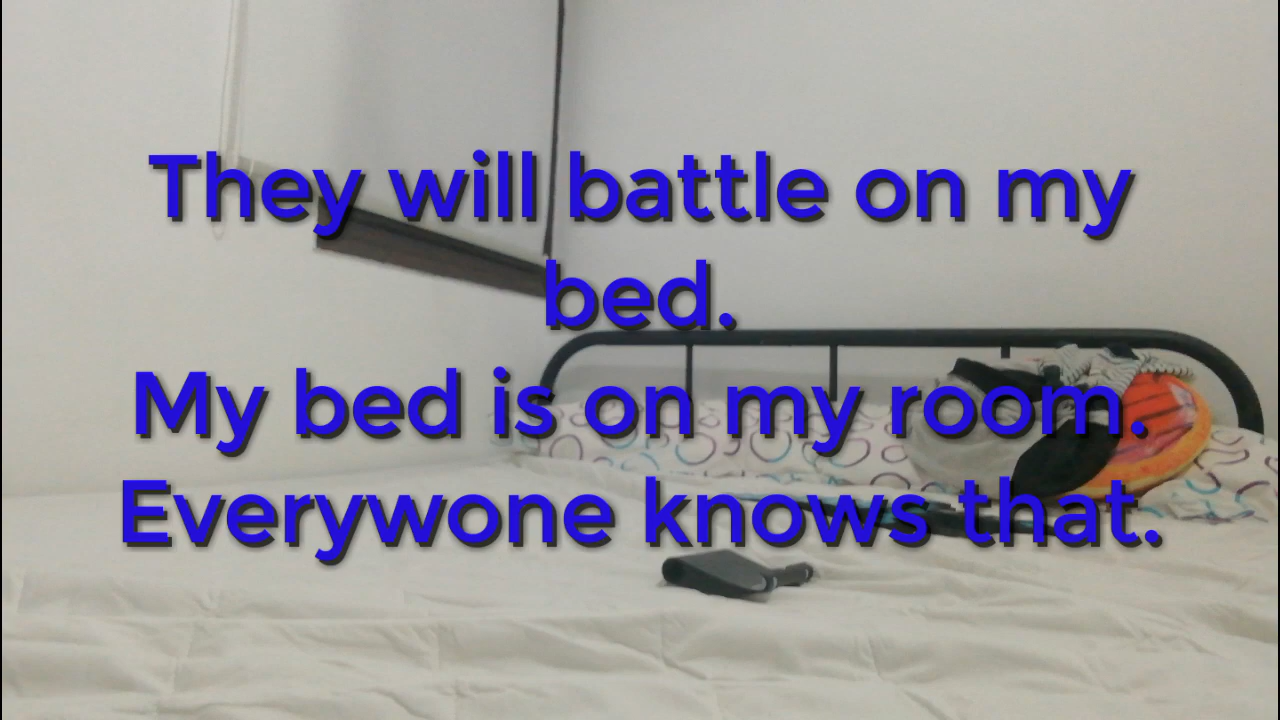 They will battle on my
bed.
My bed is on my room.
Everywone knows that.